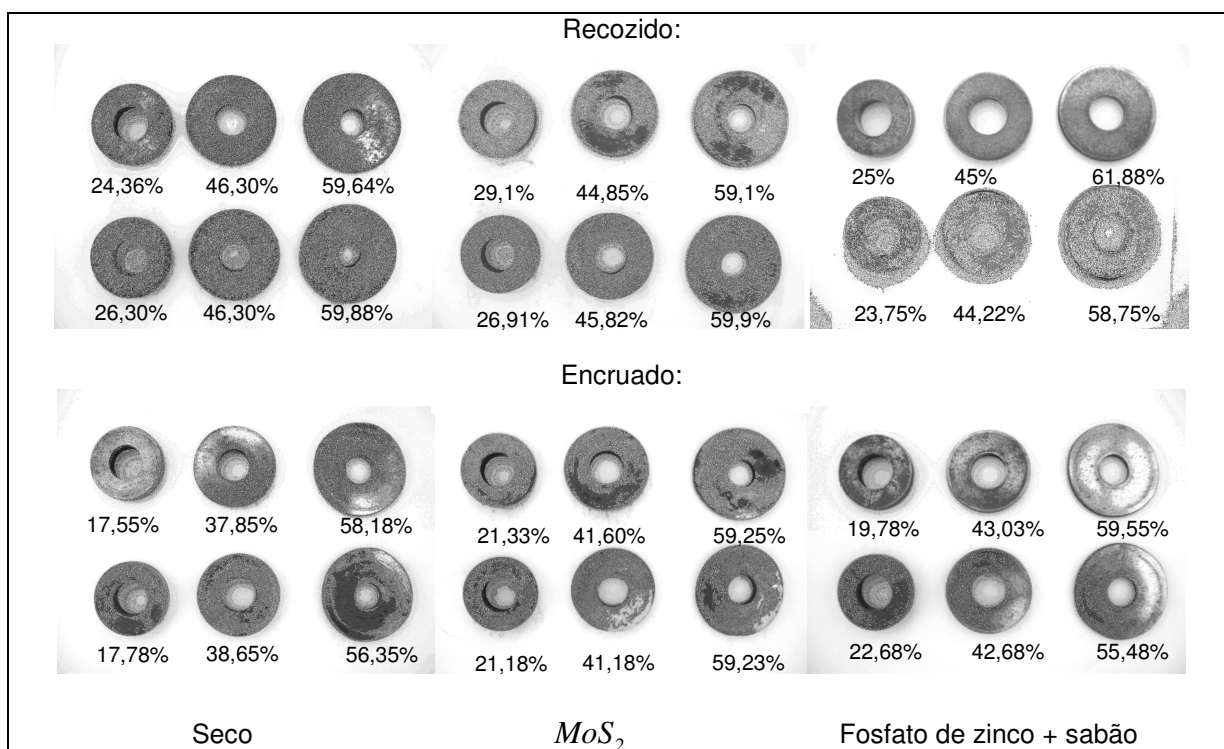 Recozido:
24,36% 46,30% 59,64% 29,1% 44,85% 59,1% 25% 45% 61,88%
26,30% 46,30% 59,88% 26,91% 45,82% 59,9% 23,75% 44,22% 58,75%
Encruado:
17,55% 37,85% 58,18% 21,33% 41,60% 59,25% 19,78% 43,03% 59,55%
17,78% 38,65% 56,35% 21,18% 41,18% 59,23% 22,68% 42,68% 55,48%
Seco MoS₂ Fosfato de zinco + sabão